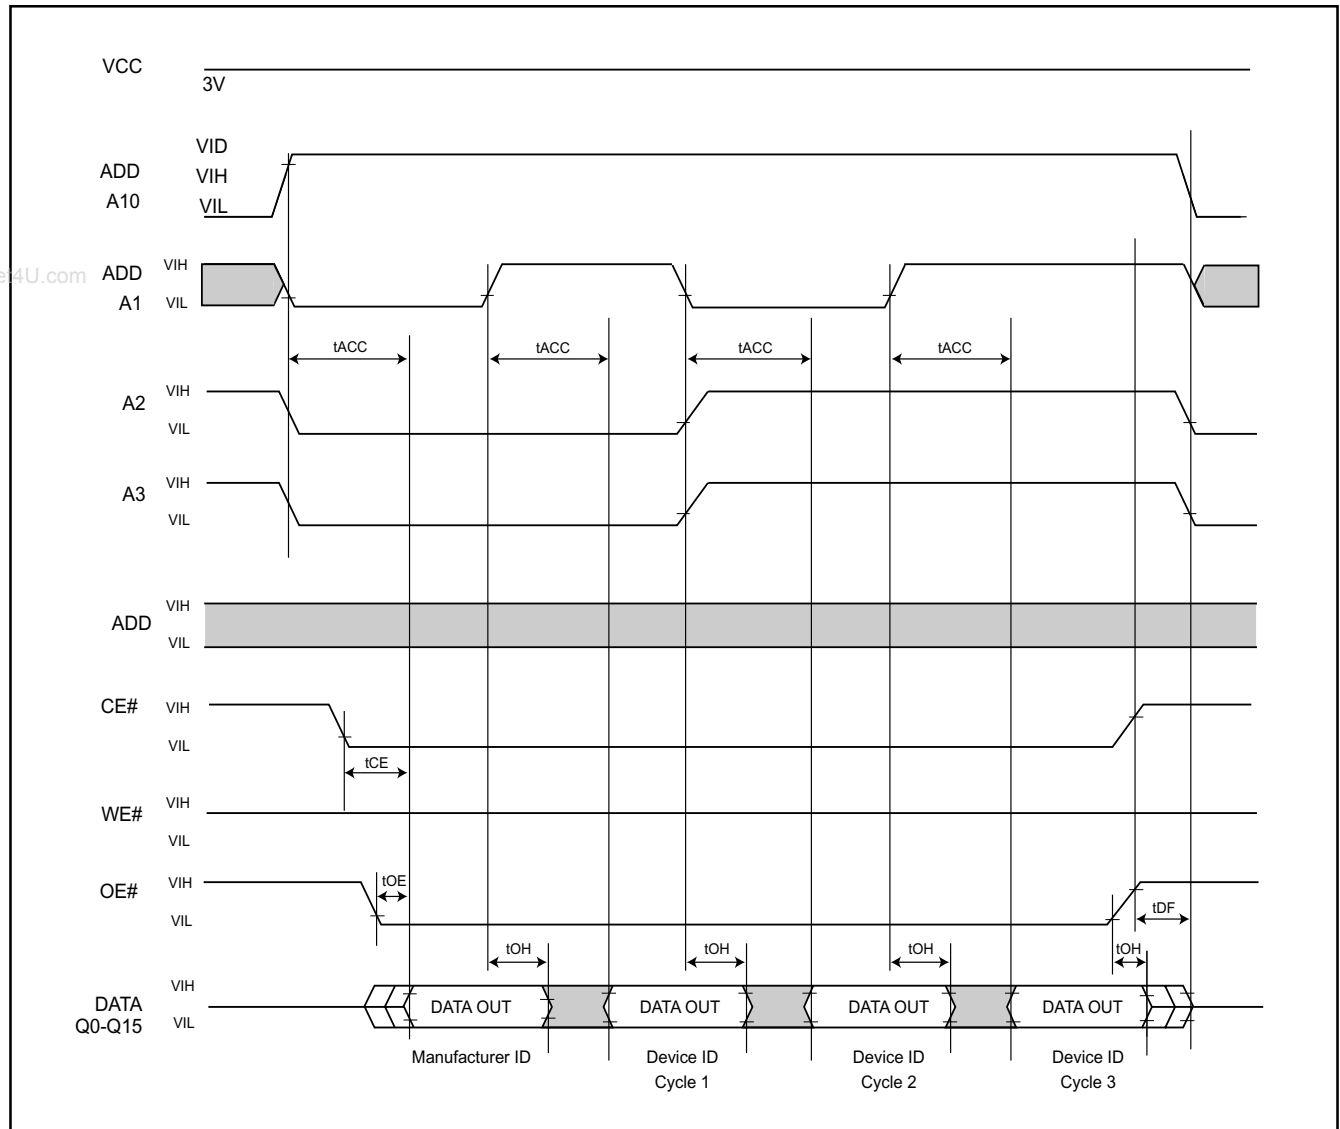 VCC
3V
VID
ADD
VIH
A10
VIL
et4U.com
ADD
VIH
A1
VIL
tACC tACC tACC tACC
A2
VIH
VIL
A3
VIH
VIL
ADD
VIH
VIL
CE#
VIH
VIL
tCE
WE#
VIH
VIL
OE#
VIH
tOE
VIL
tDF
tOH tOH tOH tOH
VIH
DATA
Q0-Q15
VIL
DATA OUT DATA OUT DATA OUT DATA OUT
Manufacturer ID Device ID Device ID Device ID
Cycle 1 Cycle 2 Cycle 3